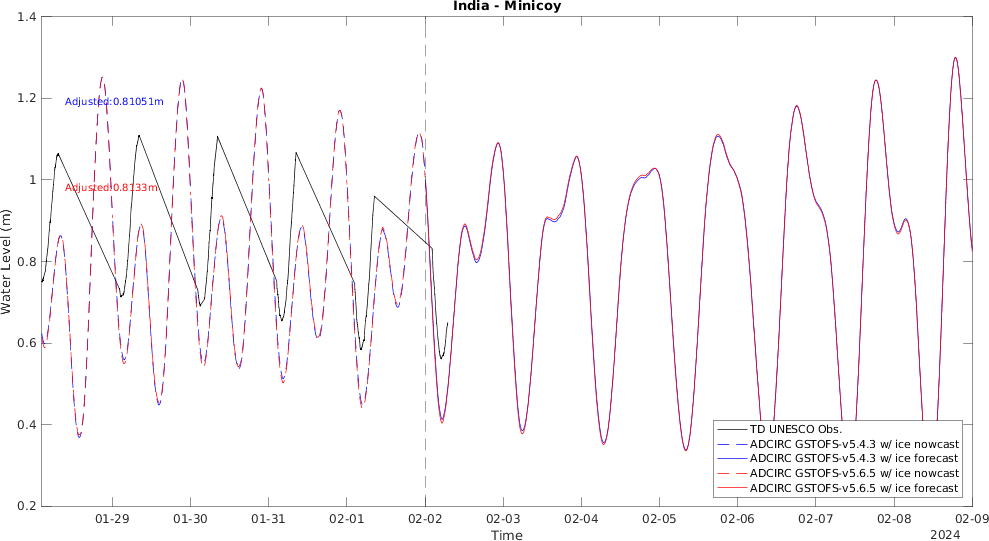 India - Minicoy
1.4
1.2
1
0.8
0.6
0.4
0.2
Water Level (m)
Adjusted:0.81051m
Adjusted:0.8133m
TD UNESCO Obs.
ADCIRC GSTOFS-v5.4.3 w/ ice nowcast
ADCIRC GSTOFS-v5.4.3 w/ ice forecast
ADCIRC GSTOFS-v5.6.5 w/ ice nowcast
ADCIRC GSTOFS-v5.6.5 w/ ice forecast
01-29 01-30 01-31 02-01 02-02 02-03 02-04 02-05 02-06 02-07 02-08 02-09
Time
2024